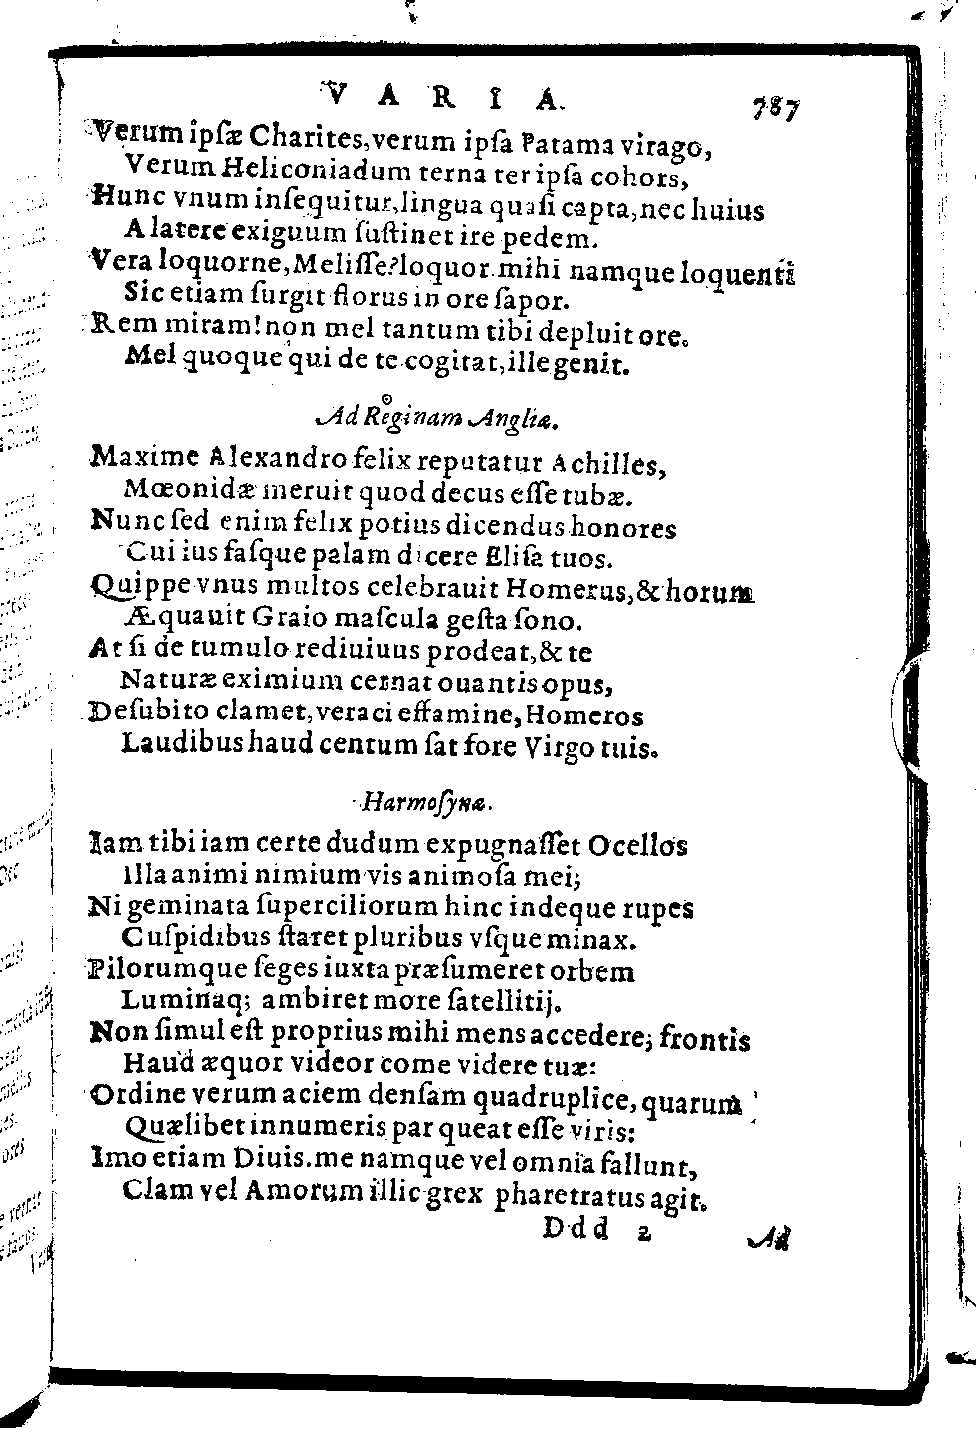 VARIA. 787
Verum ipſæ Charites, verum ipſa Patama virago,
Verum Heliconiadum terna ter ipſa cohors,
Hunc vnum inſequitur, lingua quaſi capta, nec huius
A latere exiguum ſuſtinet ire pedem.
Vera loquorne, Meliſſe? loquor. mihi namque loquenti
Sic etiam ſurgit florus in ore ſapor.
Rem miram! non mel tantum tibi depluit ore.
Mel quoque qui de te cogitat, ille genit.
Ad Reginam Angliæ.
Maxime Alexandro felix reputatur Achilles,
Mœonidæ meruit quod decus eſſe tubæ.
Nunc ſed enim felix potius dicendus honores
Cui ius faſque palam dicere Eliſa tuos.
Quippe vnus multos celebrauit Homerus, & horum
Æquauit Graio maſcula geſta ſono.
At ſi de tumulo rediuiuus prodeat, & te
Naturæ eximium cernat ouantis opus,
Deſubito clamet, veraci effamine, Homeros
Laudibus haud centum ſat fore Virgo tuis.
Harmoſynæ.
Iam tibi iam certe dudum expugnaſſet Ocellos
Illa animi nimium vis animoſa mei;
Ni geminata ſuperciliorum hinc indeque rupes
Cuſpidibus ſtaret pluribus vſque minax.
Pilorumque ſeges iuxta præſumeret orbem
Luminaq; ambiret more ſatellitij.
Non ſimul eſt proprius mihi mens accedere; frontis
Haud æquor videor come videre tuæ:
Ordine verum aciem denſam quadruplice, quarum
Quælibet innumeris par queat eſſe viris:
Imo etiam Diuis. me namque vel omnia fallunt,
Clam vel Amorum illic grex pharetratus agit.
Ddd 2 Ad